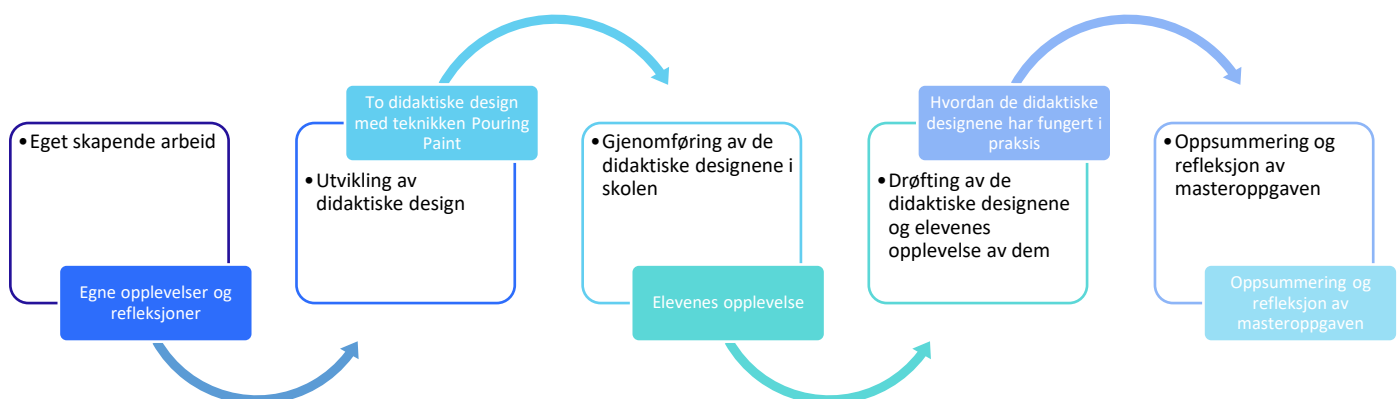 • Eget skapende arbeid
Egne opplevelser og
refleksjoner
To didaktiske design
med teknikken Pouring
Paint
• Utvikling av
didaktiske design
• Gjenomføring av de
didaktiske designene i
skolen
Elevenes opplevelse
Hvordan de didaktiske
designene har fungert i
praksis
• Drøfting av de
didaktiske designene
og elevenes
opplevelse av dem
• Oppsummering og
refleksjon av
masteroppgaven
Oppsummering og
refleksjon av
masteroppgaven